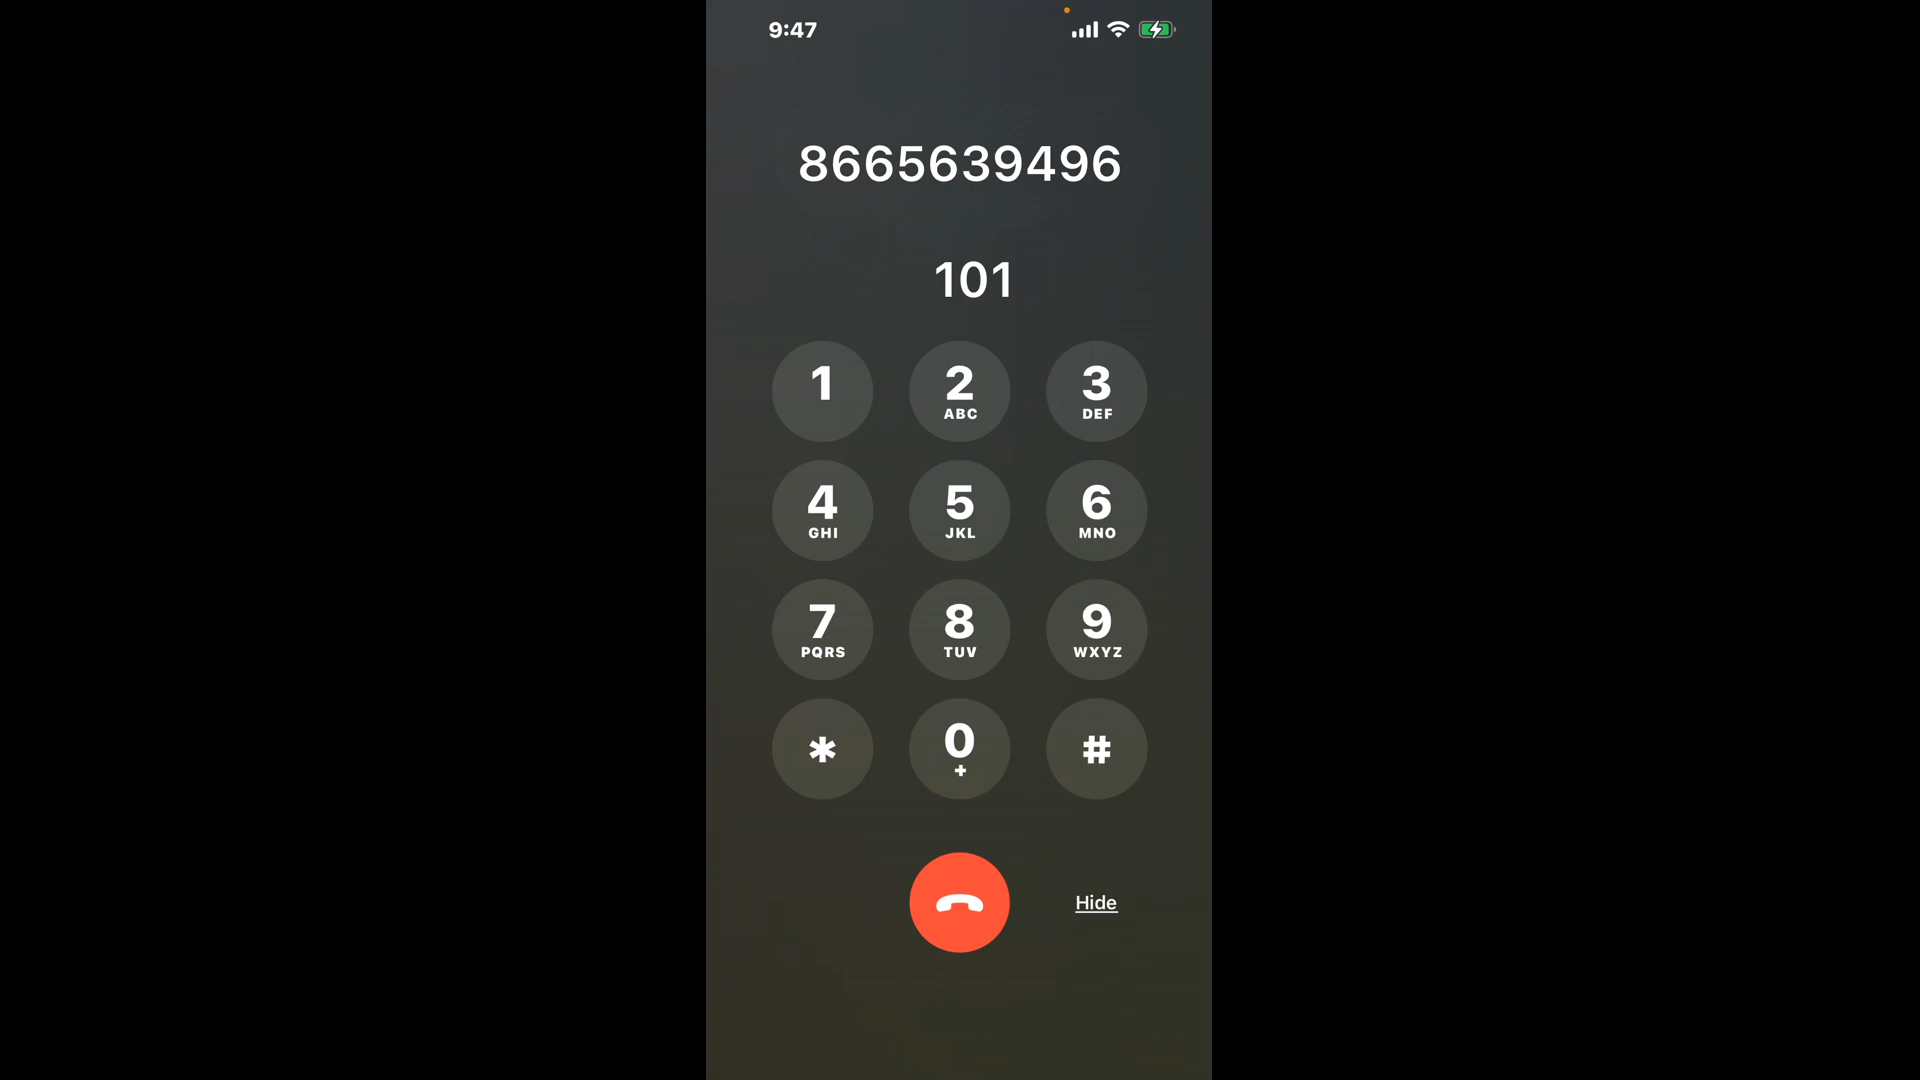 9:47
8665639496
101
1 2 3
ABC DEF
4 5 6
GHI JKL MNO
7 8 9
PQRS TUV WXYZ
* 0 #
+
Hide